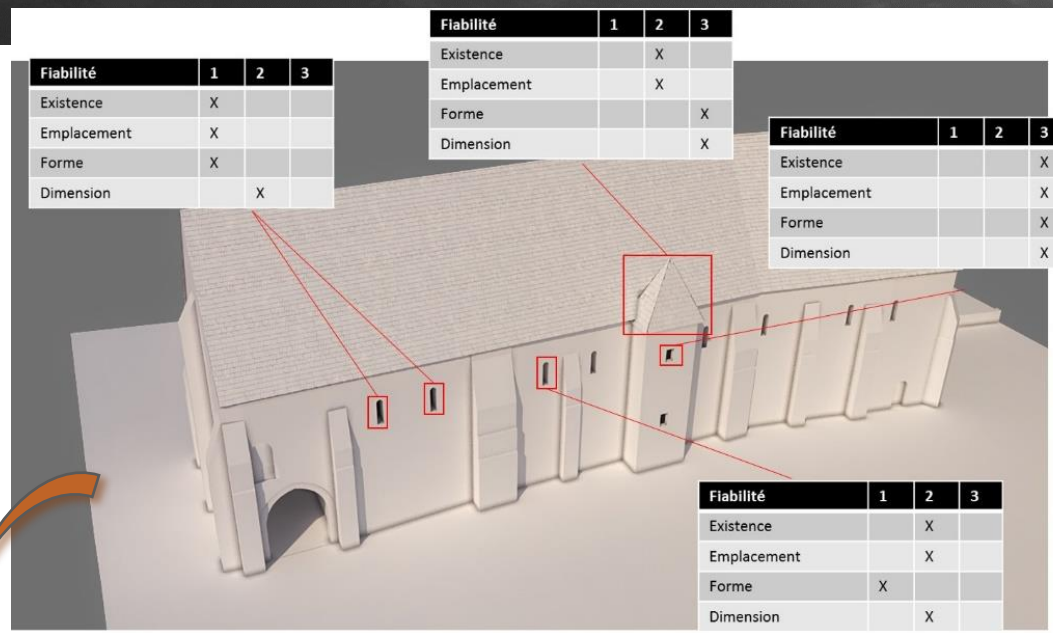 Fiabilité 1 2 3
Existence X
Emplacement X
Forme X
Dimension X
Fiabilité 1 2 3
Existence X
Emplacement X
Forme X
Dimension X
Fiabilité 1 2 3
Existence X
Emplacement X
Forme X
Dimension X
Fiabilité 1 2 3
Existence X
Emplacement X
Forme X
Dimension X